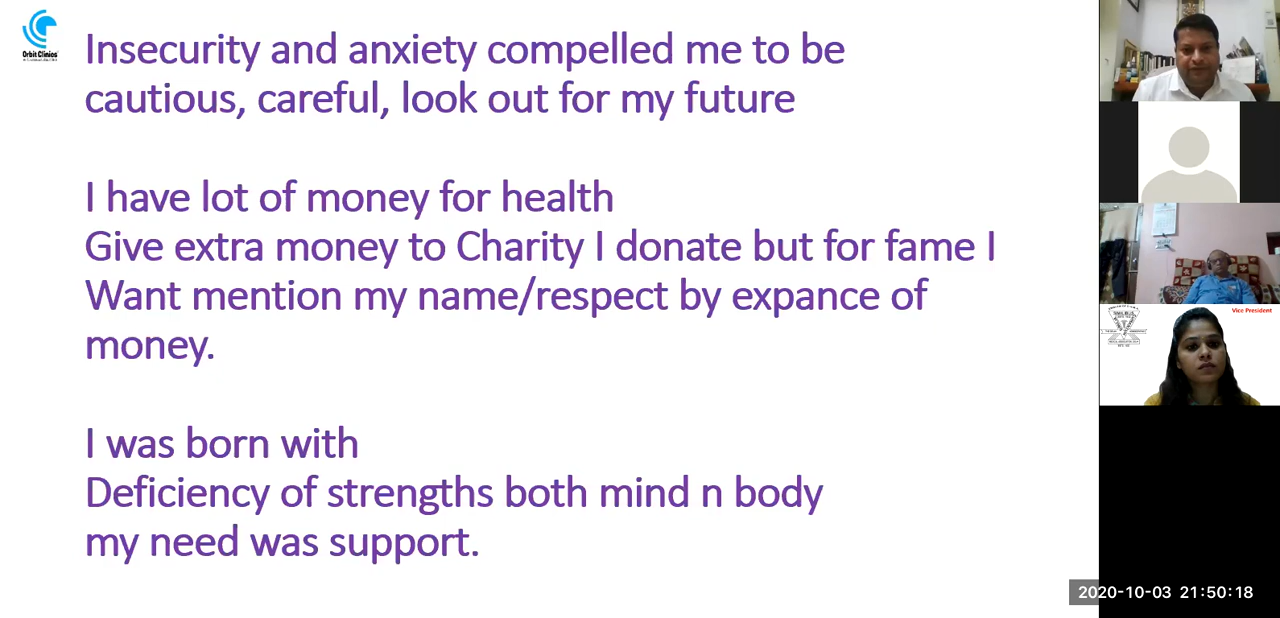 Orbit Clinics
Insecurity and anxiety compelled me to be
cautious, careful, look out for my future
I have lot of money for health
Give extra money to Charity I donate but for fame I
Want mention my name/respect by expance of
money.
I was born with
Deficiency of strengths both mind n body
my need was support.
Vice President
2020-10-03 21:50:18